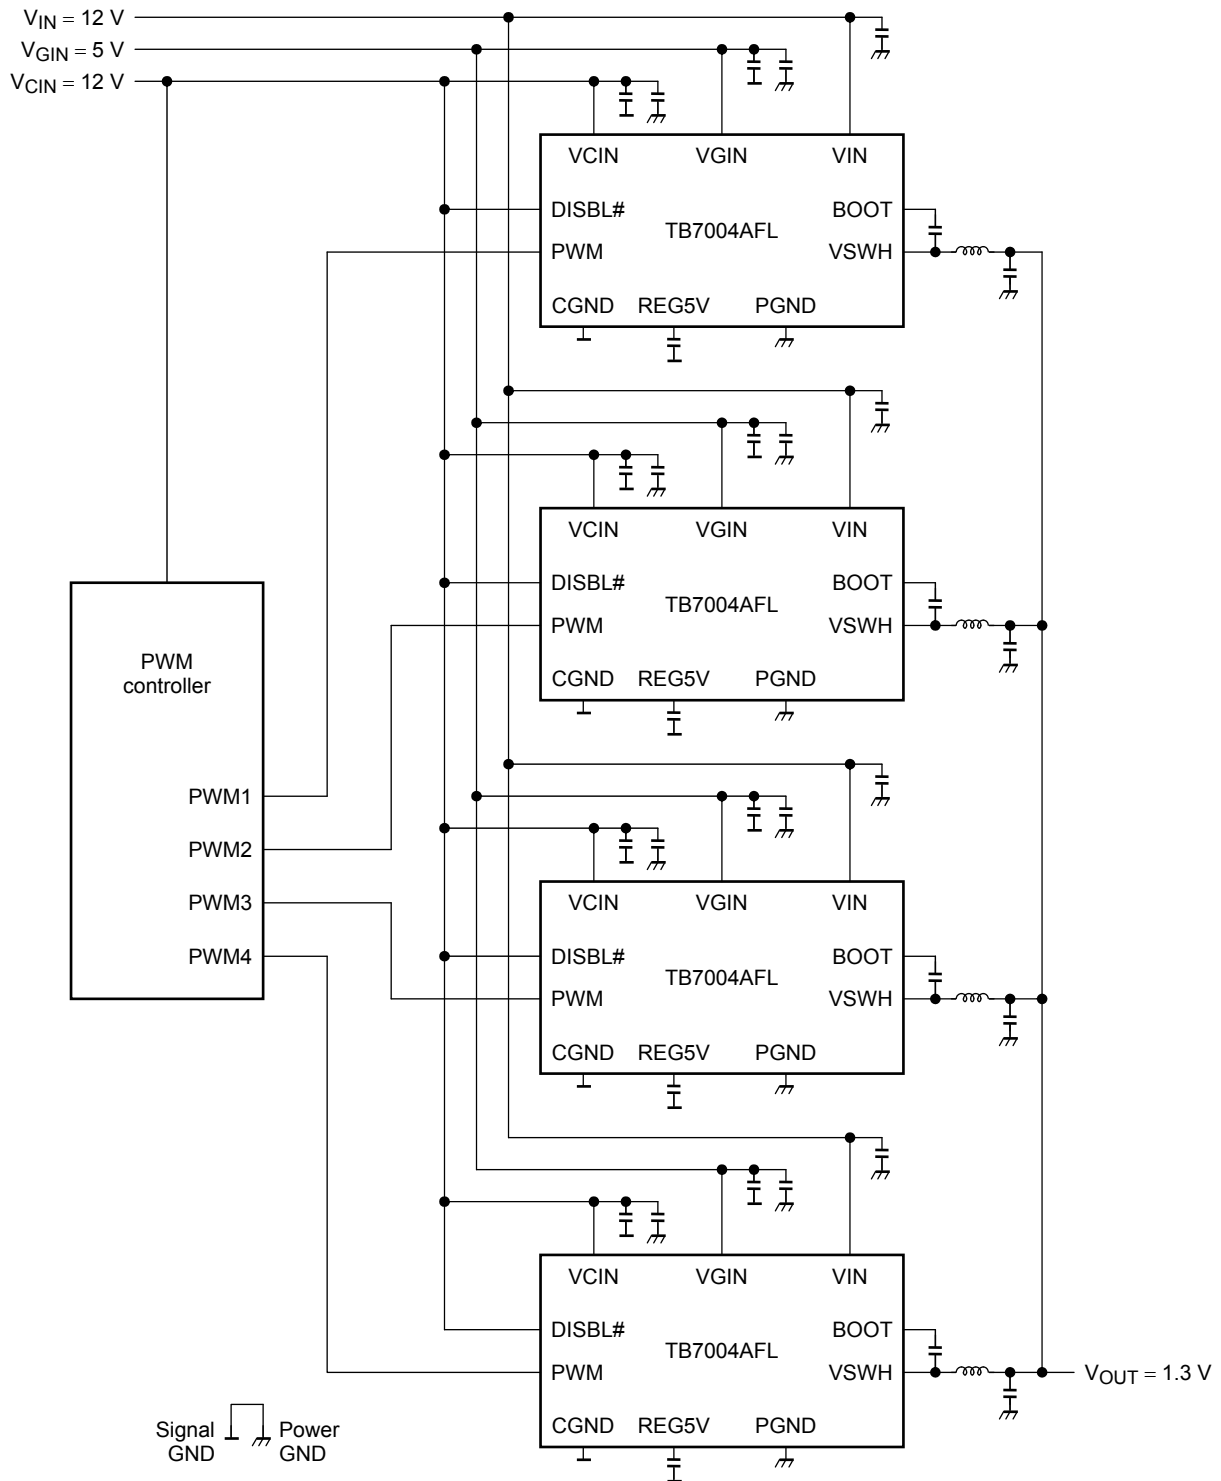 VIN = 12 V
VGIN = 5 V
VCIN = 12 V
VCIN VGIN VIN
DISBL# BOOT
TB7004AFL
PWM VSWH
CGND REG5V PGND
VCIN VGIN VIN
DISBL# BOOT
TB7004AFL
PWM VSWH
CGND REG5V PGND
PWM
controller
PWM1
PWM2
PWM3
PWM4
VCIN VGIN VIN
DISBL# BOOT
TB7004AFL
PWM VSWH
CGND REG5V PGND
VCIN VGIN VIN
DISBL# BOOT
TB7004AFL
PWM VSWH
CGND REG5V PGND
VOUT = 1.3 V
Signal
GND
Power
GND